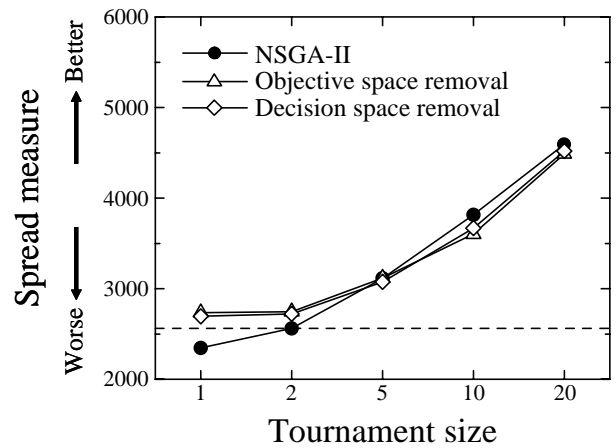 6000
5000
4000
3000
2000
Spread measure
Worse
Better
NSGA-II
Objective space removal
Decision space removal
1 2 5 10 20
Tournament size